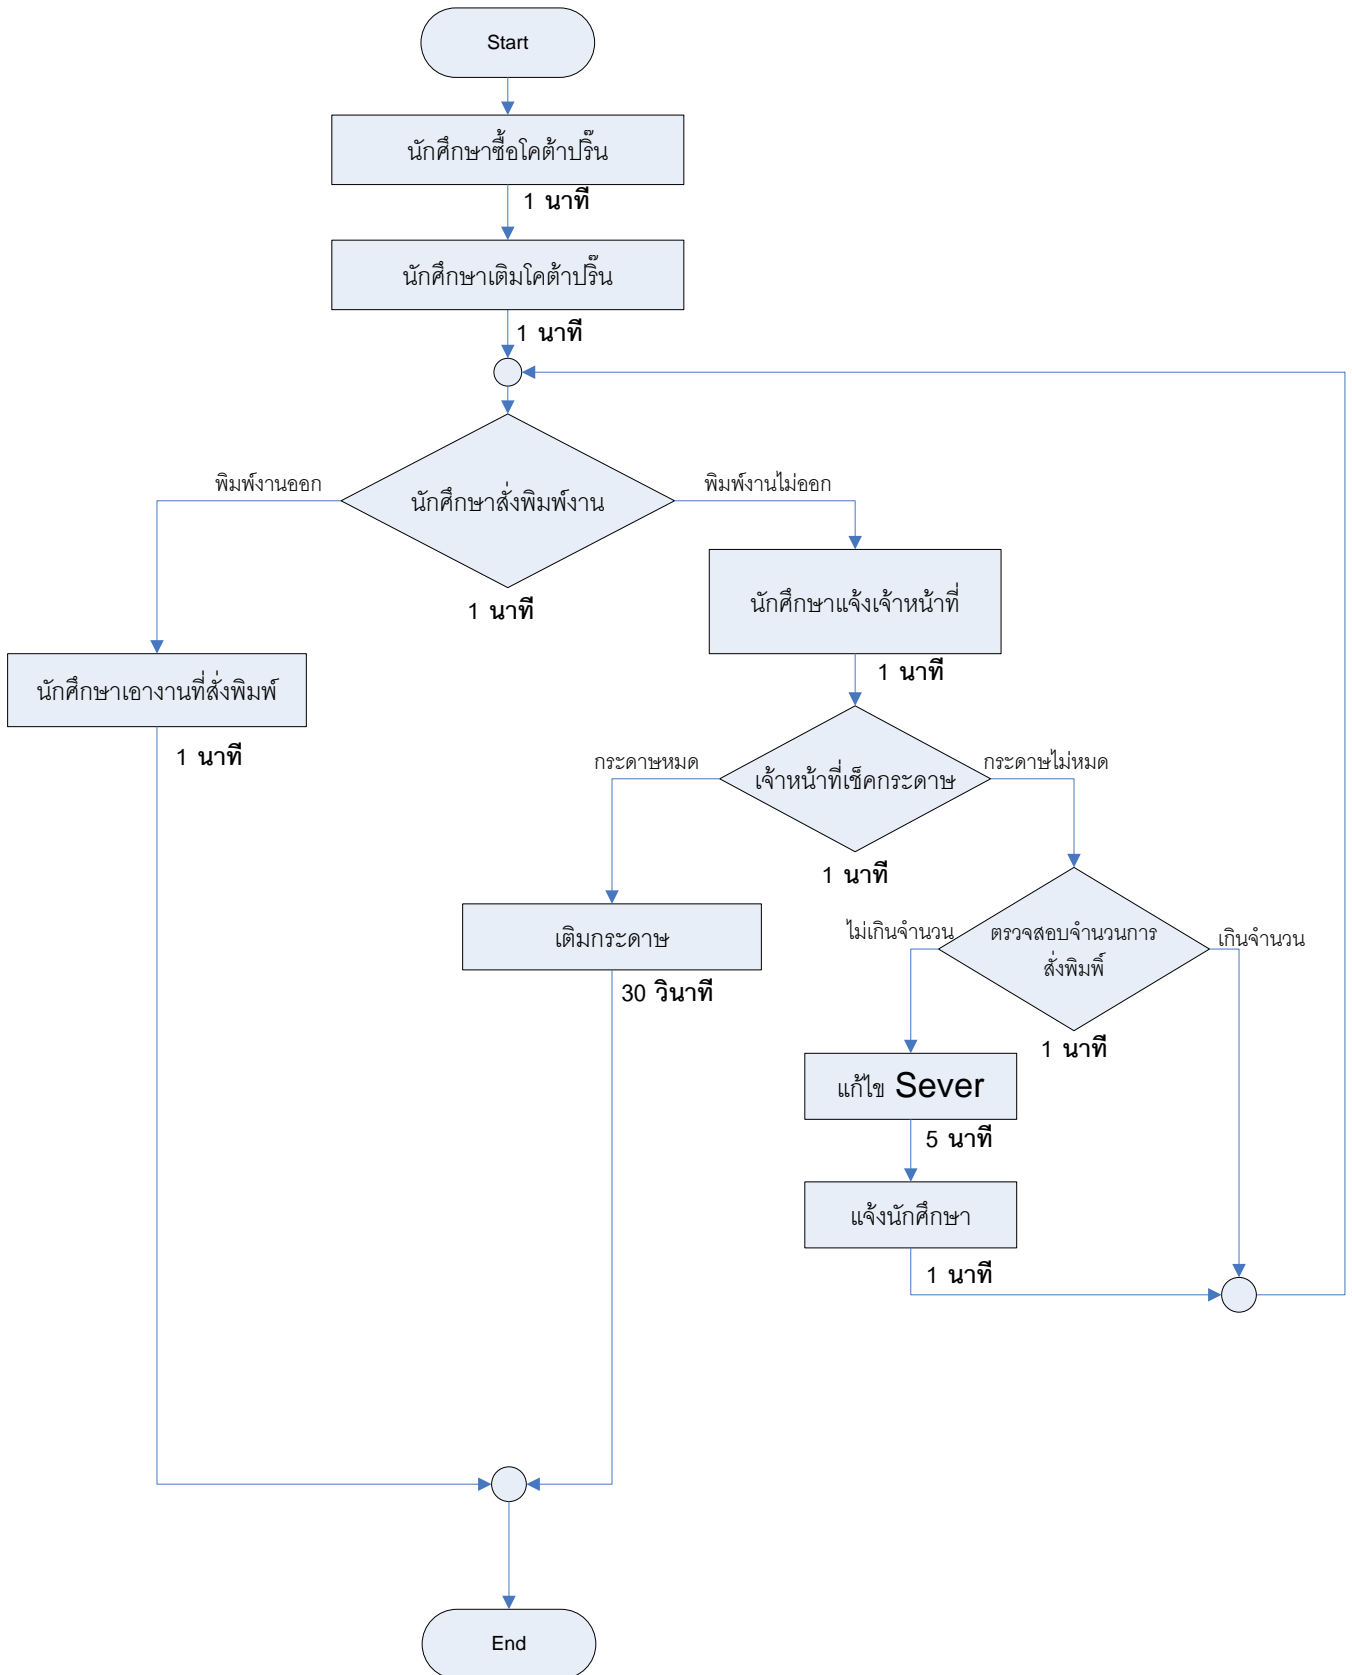 Start
นักศึกษาซื้อโคต้าปริ๊น
1 นาที
นักศึกษาเติมโคต้าปริ๊น
1 นาที
พิมพ์งานออก
นักศึกษาสั่งพิมพ์งาน
พิมพ์งานไม่ออก
1 นาที
นักศึกษาแจ้งเจ้าหน้าที่
1 นาที
นักศึกษาเอางานที่สั่งพิมพ์
1 นาที
กระดาษหมด
เจ้าหน้าที่เช็คกระดาษ
กระดาษไม่หมด
1 นาที
เติมกระดาษ
30 วินาที
ไม่เกินจำนวน
ตรวจสอบจำนวนการ
สั่งพิมพ์
เกินจำนวน
1 นาที
แก้ไข Sever
5 นาที
แจ้งนักศึกษา
1 นาที
End